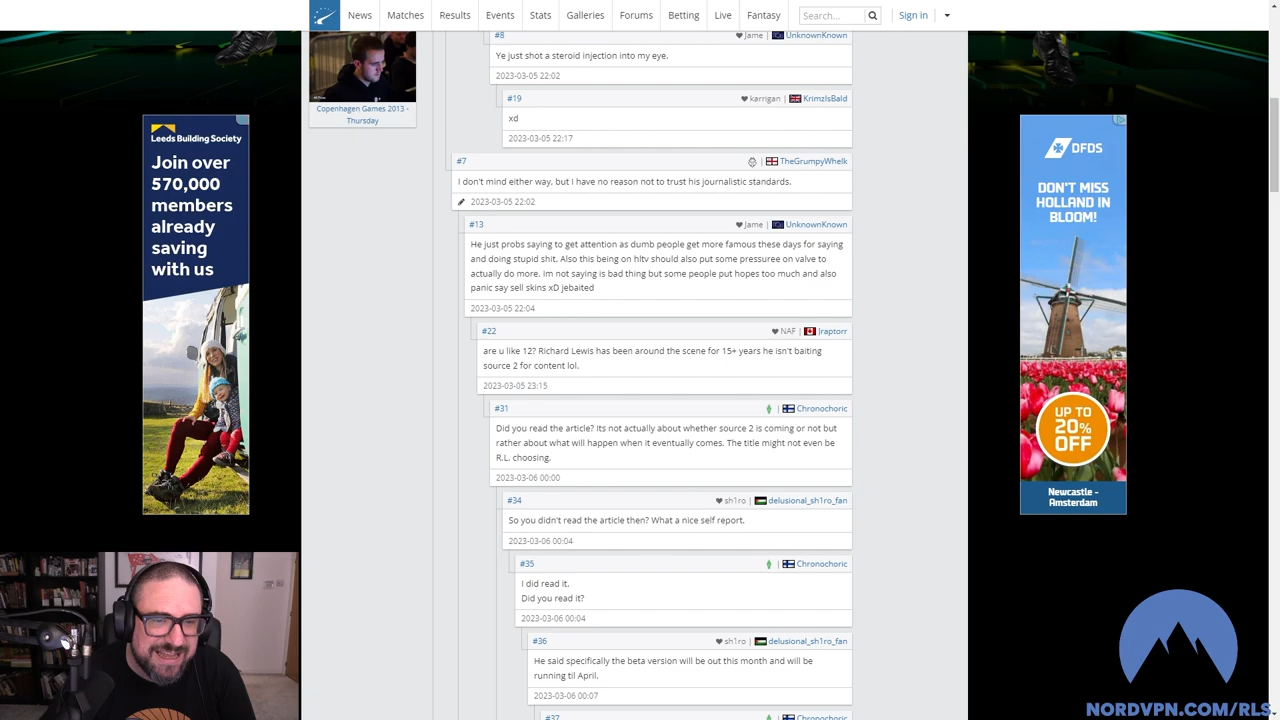 News
Matches
Results
Events
Stats
Galleries
Forums
Betting
Live
Fantasy
Search...
Sign in
Copenhagen Games 2013 -
Thursday
#8
Jame | UnknownKnown
Ye just shot a steroid injection into my eye.
2023-03-05 22:02
#19
karrigan | KrimzIsBald
xd
2023-03-05 22:17
#7
| TheGrumpyWhelk
I don't mind either way, but I have no reason not to trust his journalistic standards.
2023-03-05 22:02
#13
Jame | UnknownKnown
He just probs saying to get attention as dumb people get more famous these days for saying
and doing stupid shit. Also this being on hltv should also put some pressuree on valve to
actually do more. Im not saying is bad thing but some people put hopes too much and also
panic say sell skins xD jebaited
2023-03-05 22:04
#22
NAF | Jraptorr
are u like 12? Richard Lewis has been around the scene for 15+ years he isn't baiting
source 2 for content lol.
2023-03-05 23:15
#31
| Chronochoric
Did you read the article? Its not actually about whether source 2 is coming or not but
rather about what will happen when it eventually comes. The title might not even be
R.L. choosing.
2023-03-06 00:00
#34
sh1ro | delusional_sh1ro_fan
So you didn't read the article then? What a nice self report.
2023-03-06 00:04
#35
| Chronochoric
I did read it.
Did you read it?
2023-03-06 00:04
#36
sh1ro | delusional_sh1ro_fan
He said specifically the beta version will be out this month and will be
running til April.
2023-03-06 00:07
#37
| Chronochoric
Leeds Building Society
Join over
570,000
members
already
saving
with us
DFDS
DON'T MISS
HOLLAND IN
BLOOM!
UP TO
20%
OFF
Newcastle -
Amsterdam
NORDVPN.COM/RLS